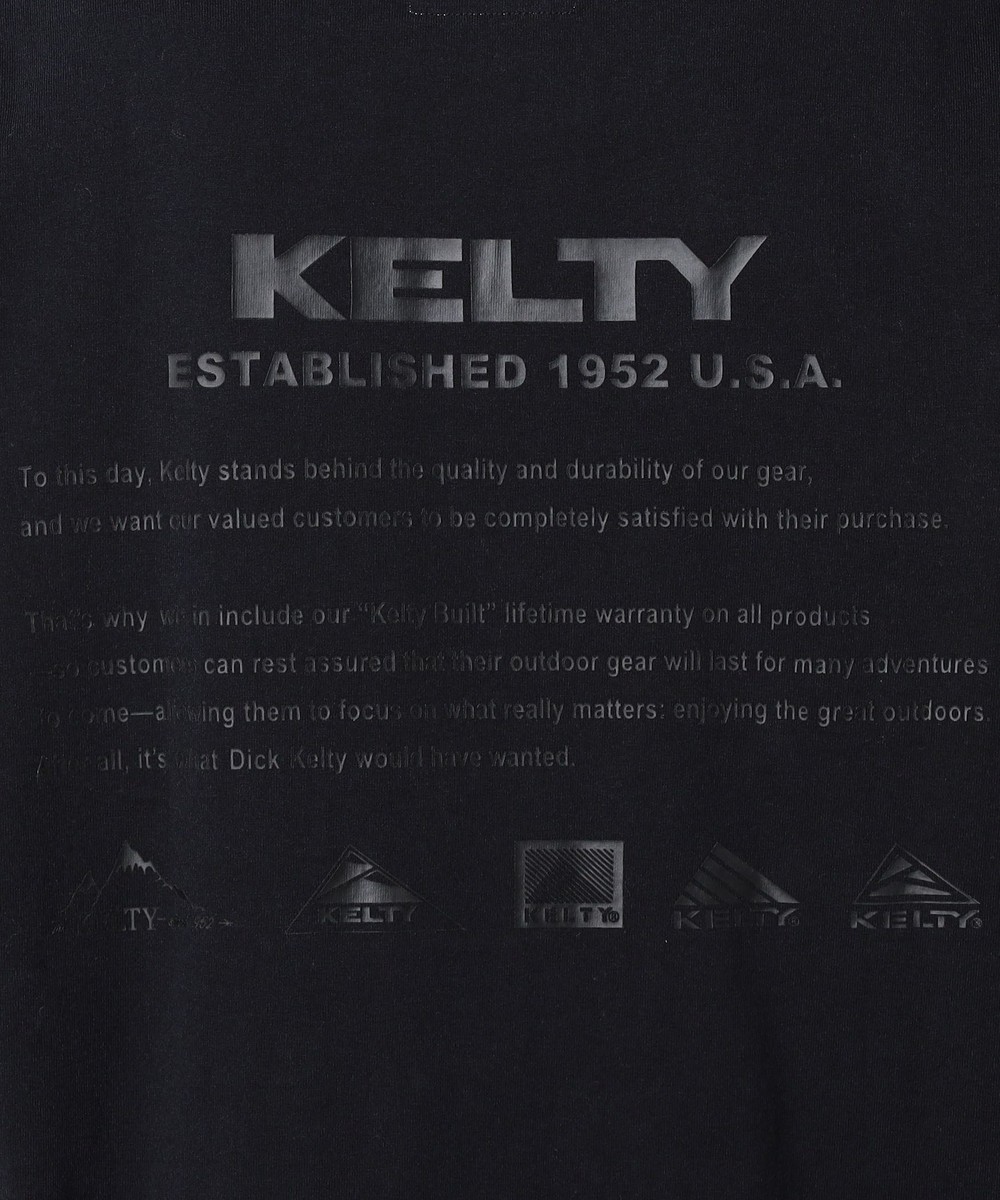 KELTY
ESTABLISHED 1952 U.S.A.
To this day, Kelty stands behind the quality and durability of our gear,
and we want our valued customers to be completely satisfied with their purchase.
That's why we in include our “Kelty Built” lifetime warranty on all products
—so customers can rest assured that their outdoor gear will last for many adventures
to come—allowing them to focus on what really matters: enjoying the great outdoors.
After all, it's what Dick Kelty would have wanted.
KELTY
KELTY®
KELTY®
KELTY®